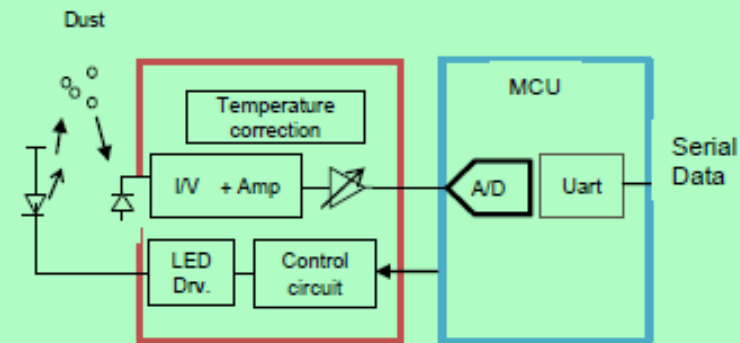 Dust
MCU
Temperature
correction
Serial
Data
I/V + Amp
A/D
Uart
LED
Drv.
Control
circuit